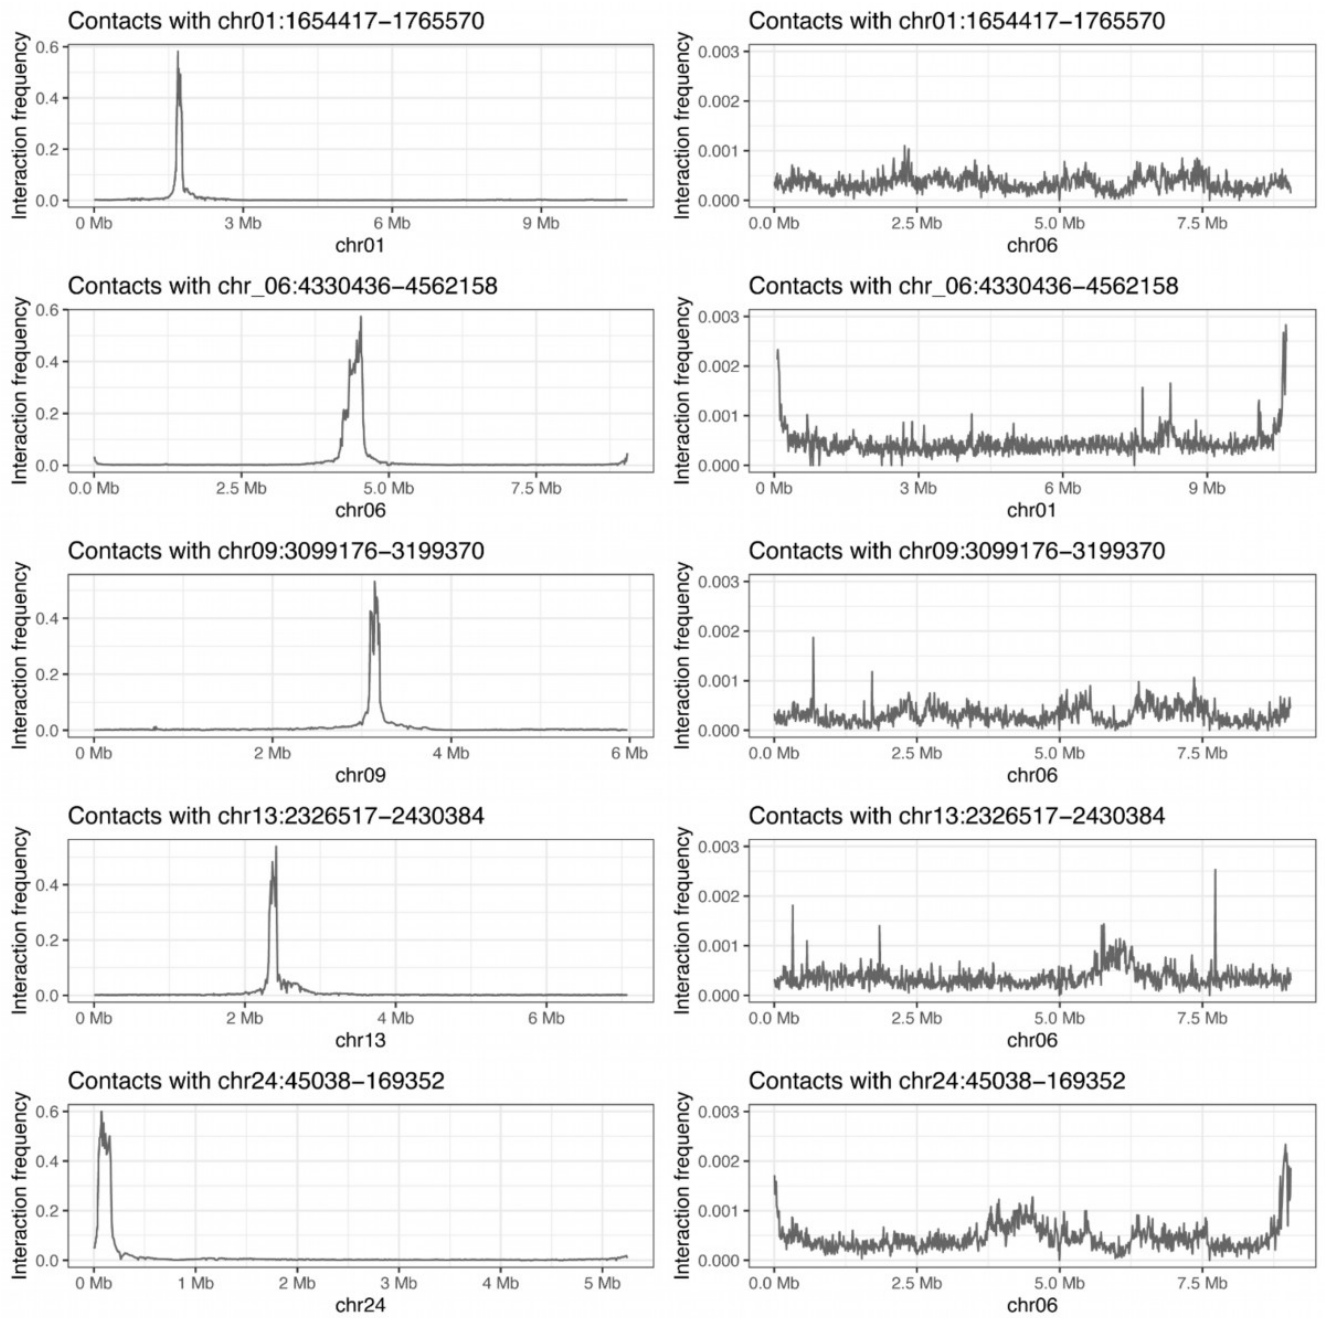 Contacts with chr01:1654417−1765570
Interaction frequency
0.6
0.4
0.2
0.0
0 Mb 3 Mb 6 Mb 9 Mb
chr01
Contacts with chr01:1654417−1765570
Interaction frequency
0.003
0.002
0.001
0.000
0.0 Mb 2.5 Mb 5.0 Mb 7.5 Mb
chr06
Contacts with chr_06:4330436−4562158
Interaction frequency
0.6
0.4
0.2
0.0
0.0 Mb 2.5 Mb 5.0 Mb 7.5 Mb
chr06
Contacts with chr_06:4330436−4562158
Interaction frequency
0.003
0.002
0.001
0.000
0 Mb 3 Mb 6 Mb 9 Mb
chr01
Contacts with chr09:3099176−3199370
Interaction frequency
0.4
0.2
0.0
0 Mb 2 Mb 4 Mb 6 Mb
chr09
Contacts with chr09:3099176−3199370
Interaction frequency
0.003
0.002
0.001
0.000
0.0 Mb 2.5 Mb 5.0 Mb 7.5 Mb
chr06
Contacts with chr13:2326517−2430384
Interaction frequency
0.4
0.2
0.0
0 Mb 2 Mb 4 Mb 6 Mb
chr13
Contacts with chr13:2326517−2430384
Interaction frequency
0.003
0.002
0.001
0.000
0.0 Mb 2.5 Mb 5.0 Mb 7.5 Mb
chr06
Contacts with chr24:45038−169352
Interaction frequency
0.6
0.4
0.2
0.0
0 Mb 1 Mb 2 Mb 3 Mb 4 Mb 5 Mb
chr24
Contacts with chr24:45038−169352
Interaction frequency
0.003
0.002
0.001
0.000
0.0 Mb 2.5 Mb 5.0 Mb 7.5 Mb
chr06